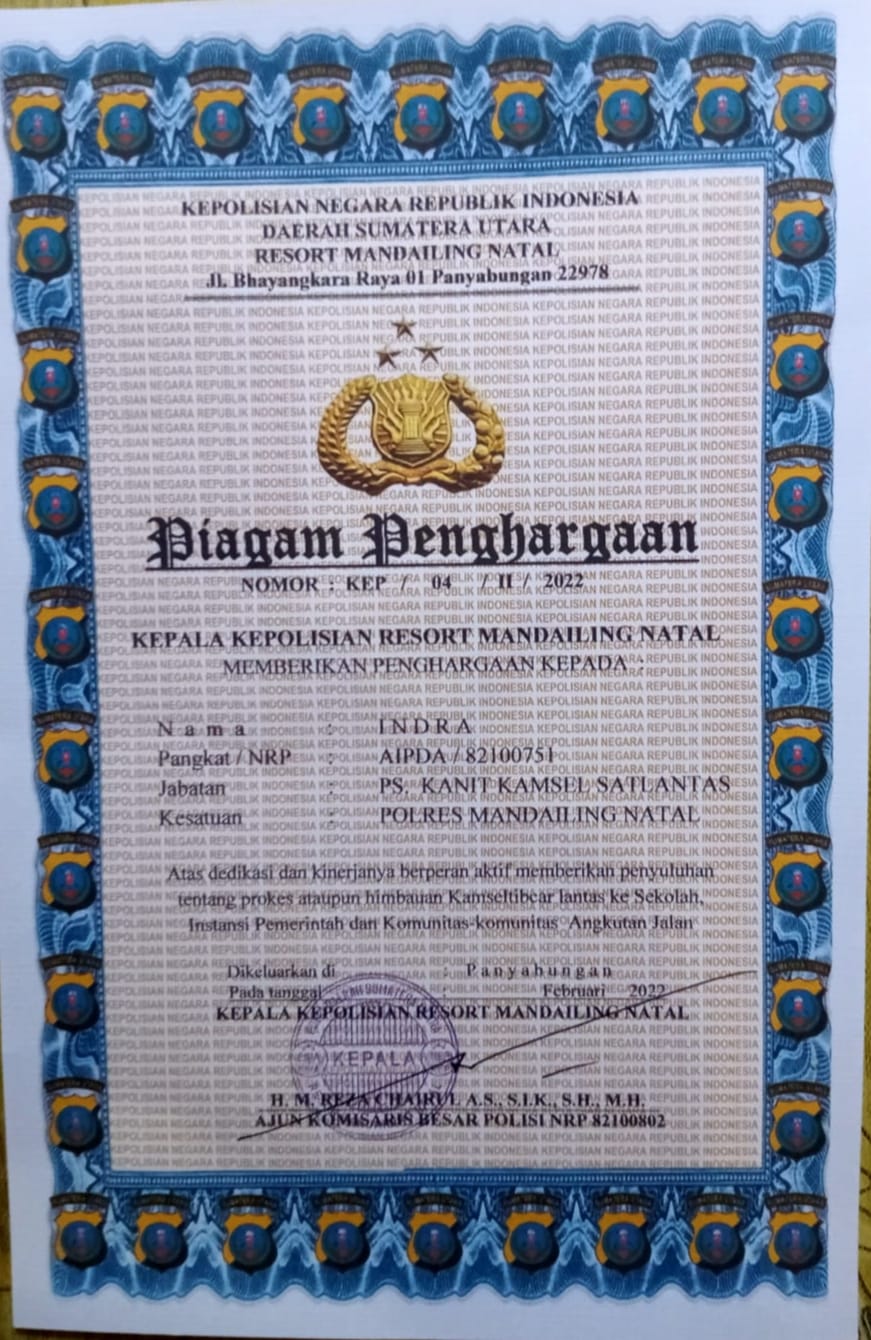 KEPOLISIAN NEGARA REPUBLIK INDONESIA
DAERAH SUMATERA UTARA
RESORT MANDAILING NATAL
Jl. Bhayangkara Raya 01 Panyabungan 22978
Piagam Penghargaan
NOMOR : KEP / 04 / II / 2022
KEPALA KEPOLISIAN RESORT MANDAILING NATAL
MEMBERIKAN PENGHARGAAN KEPADA :
N a m a : I N D R A
Pangkat / NRP : AIPDA / 82100751
Jabatan : PS. KANIT KAMSEL SATLANTAS
Kesatuan : POLRES MANDAILING NATAL
Atas dedikasi dan kinerjanya berperan aktif memberikan penyuluhan
tentang prokes ataupun himbauan Kamseltibcar lantas ke Sekolah,
Instansi Pemerintah dan Komunitas-komunitas Angkutan Jalan
Dikeluarkan di : P a n y a b u n g a n
Pada tanggal : Februari 2022
KEPALA KEPOLISIAN RESORT MANDAILING NATAL
KEPALA
H. M. REZA CHAIRUL A.S., S.I.K., S.H., M.H.
AJUN KOMISARIS BESAR POLISI NRP 82100802